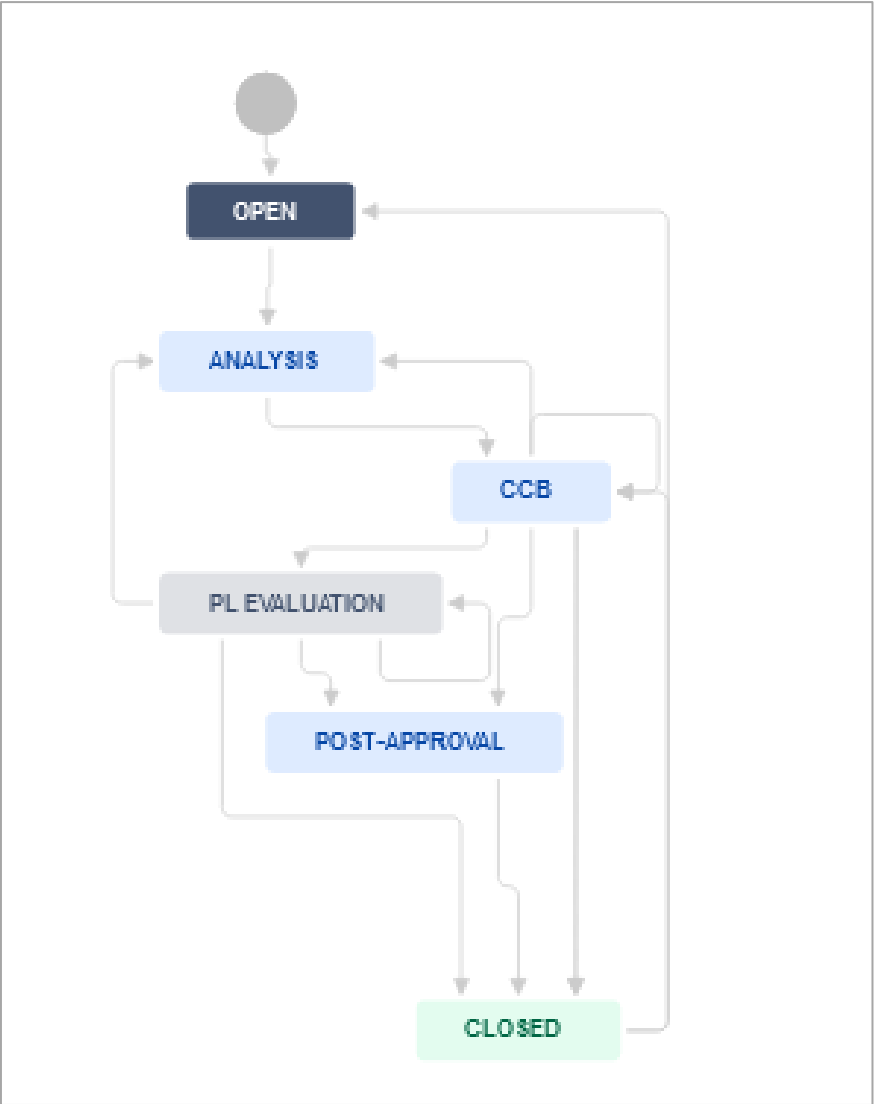 OPEN
ANALYSIS
CCB
PL EVALUATION
POST-APPROVAL
CLOSED